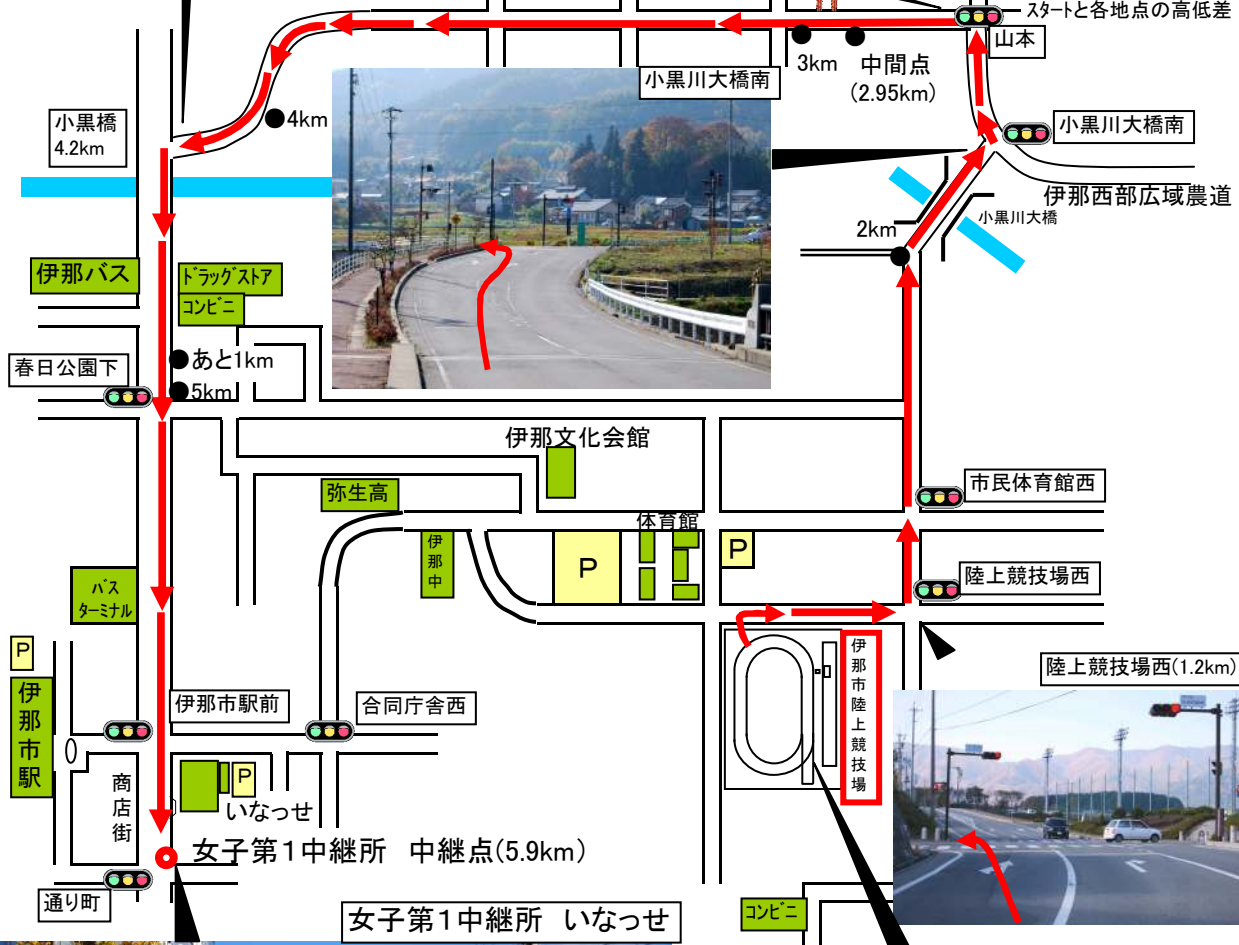 スタートと各地点の高低差
山本
小黒川大橋南
3km
中間点
(2.95km)
4km
小黒橋
4.2km
小黒川大橋南
伊那西部広域農道
小黒川大橋
2km
伊那バス
ドラッグストア
コンビニ
あと1km
5km
春日公園下
伊那文化会館
弥生高
体育館
市民体育館西
伊那中
P
P
陸上競技場西
バス
ターミナル
P
伊那市駅
伊那市駅前
合同庁舎西
伊那市陸上競技場
陸上競技場西(1.2km)
商店街
P
いなっせ
女子第1中継所 中継点(5.9km)
通り町
女子第1中継所 いなっせ
コンビニ